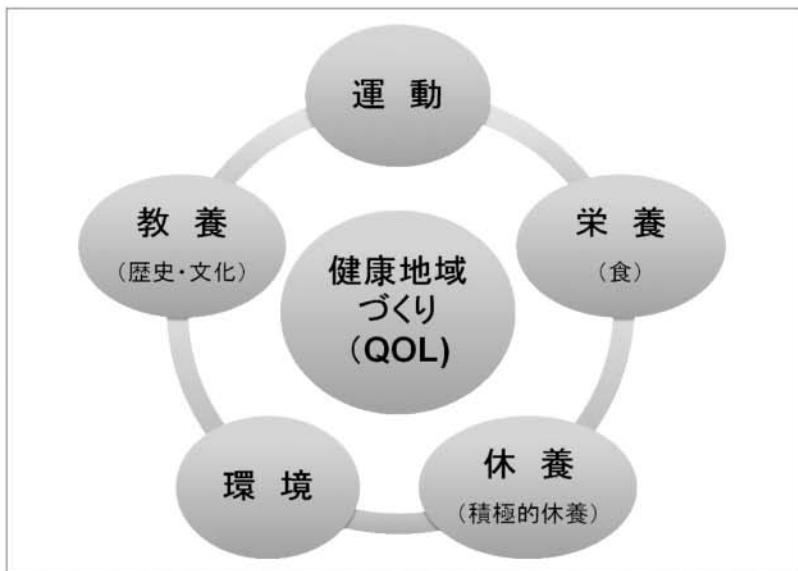 運 動
教 養
(歴史・文化)
栄 養
(食)
健康地域
づくり
(QOL)
環 境
休 養
(積極的休養)